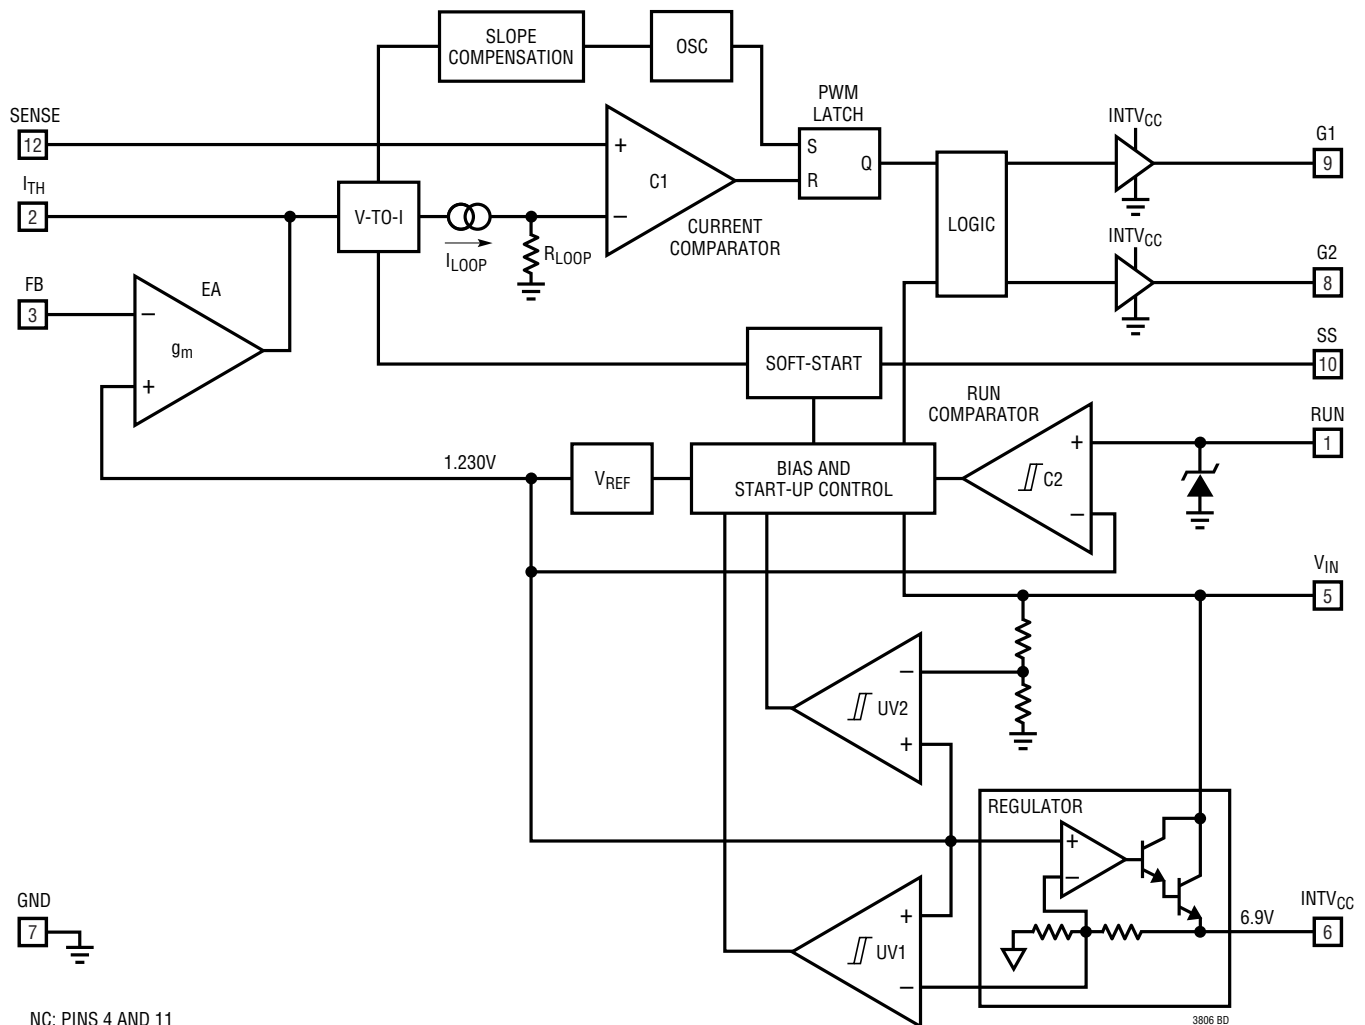 SLOPE
COMPENSATION
OSC
PWM
LATCH
SENSE
12
+
C1
−
CURRENT
COMPARATOR
S
R
Q
INTVCC
G1
9
ITH
2
V-TO-I
ILOOP
RLOOP
LOGIC
INTVCC
G2
8
FB
3
EA
−
gm
+
SOFT-START
SS
10
RUN
COMPARATOR
RUN
1
+
C2
−
1.230V
VREF
BIAS AND
START-UP CONTROL
VIN
5
−
UV2
+
REGULATOR
+
−
GND
7
+
UV1
−
6.9V
INTVCC
6
NC: PINS 4 AND 11
3806 BD